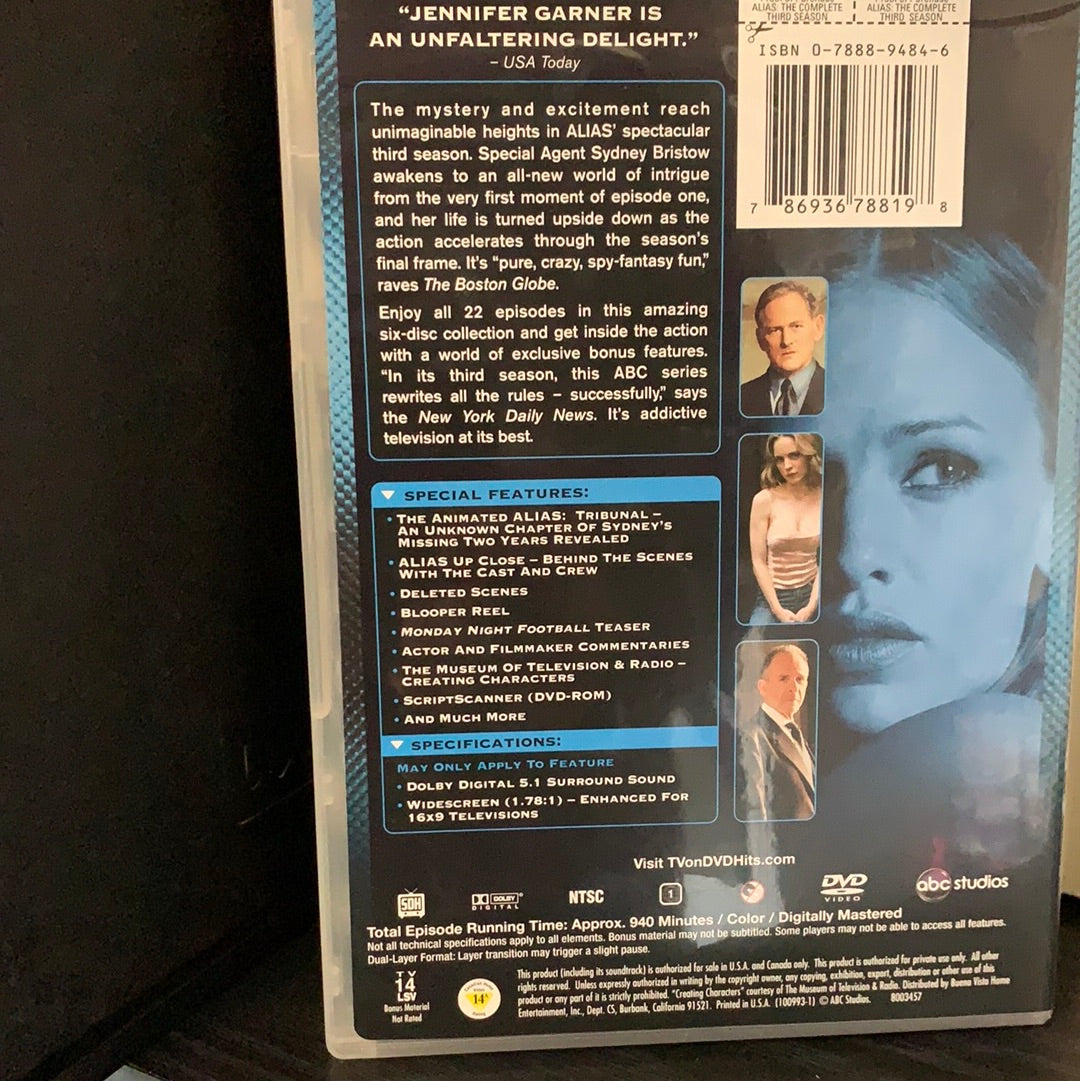 “JENNIFER GARNER IS
AN UNFALTERING DELIGHT.”
– USA Today
The mystery and excitement reach
unimaginable heights in ALIAS’ spectacular
third season. Special Agent Sydney Bristow
awakens to an all-new world of intrigue
from the very first moment of episode one,
and her life is turned upside down as the
action accelerates through the season’s
final frame. It’s “pure, crazy, spy-fantasy fun,”
raves The Boston Globe.
Enjoy all 22 episodes in this amazing
six-disc collection and get inside the action
with a world of exclusive bonus features.
“In its third season, this ABC series
rewrites all the rules – successfully,” says
the New York Daily News. It’s addictive
television at its best.
SPECIAL FEATURES:
• THE ANIMATED ALIAS: TRIBUNAL –
AN UNKNOWN CHAPTER OF SYDNEY’S
MISSING TWO YEARS REVEALED
• ALIAS UP CLOSE – BEHIND THE SCENES
WITH THE CAST AND CREW
• DELETED SCENES
• BLOOPER REEL
• MONDAY NIGHT FOOTBALL TEASER
• ACTOR AND FILMMAKER COMMENTARIES
• THE MUSEUM OF TELEVISION & RADIO –
CREATING CHARACTERS
• SCRIPTSCANNER (DVD-ROM)
• AND MUCH MORE
SPECIFICATIONS:
MAY ONLY APPLY TO FEATURE
• DOLBY DIGITAL 5.1 SURROUND SOUND
• WIDESCREEN (1.78:1) – ENHANCED FOR
16X9 TELEVISIONS
ALIAS: THE COMPLETE
THIRD SEASON
ALIAS: THE COMPLETE
THIRD SEASON
ISBN 0-7888-9484-6
7 86936 78819 8
Visit TVonDVDHits.com
SDH
DOLBY
DIGITAL
NTSC
1
DVD
VIDEO
abc studios
Total Episode Running Time: Approx. 940 Minutes / Color / Digitally Mastered
Not all technical specifications apply to all elements. Bonus material may not be subtitled. Some players may not be able to access all features.
Dual-Layer Format: Layer transition may trigger a slight pause.
TV
14
LSV
Bonus Material
Not Rated
14A
This product (including its soundtrack) is authorized for sale in U.S.A. and Canada only. This product is authorized for private use only. All other
rights reserved. Unless expressly authorized in writing by the copyright owner, any copying, exhibition, export, distribution or other use of this
product or any part of it is strictly prohibited. “Creating Characters” courtesy of The Museum of Television & Radio. Distributed by Buena Vista Home
Entertainment, Inc., Dept. CS, Burbank, California 91521. Printed in U.S.A. (100993-1) © ABC Studios. 8003457